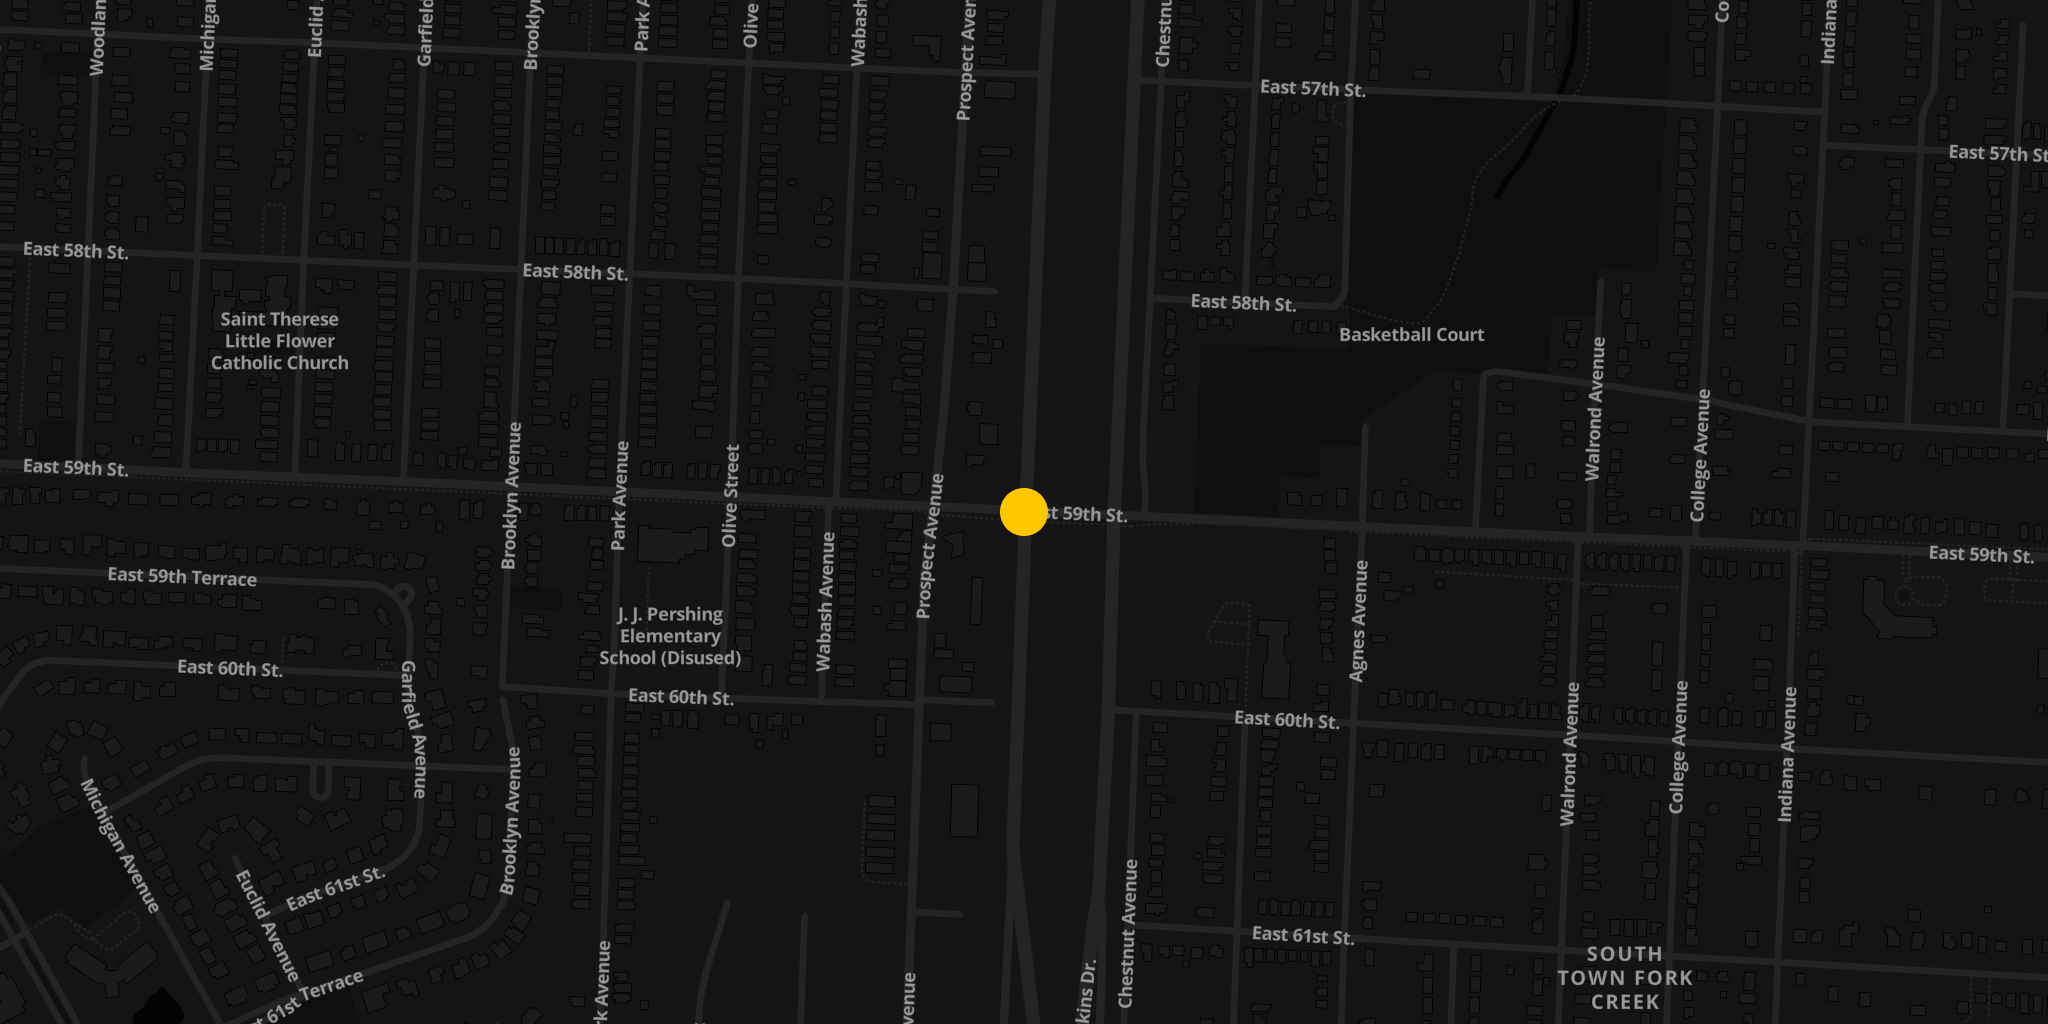 Woodlan
Michigan
Euclid
Garfield
Brooklyn
Park A
Olive
Wabash
Prospect Aven
Chestnu
Co
Indiana
East 57th St.
East 57th St
East 58th St.
East 58th St.
East 58th St.
Saint Therese
Little Flower
Catholic Church
Basketball Court
Walrond Avenue
College Avenue
East 59th St.
Brooklyn Avenue
Park Avenue
Olive Street
Prospect Avenue
st 59th St.
East 59th St.
East 59th Terrace
Wabash Avenue
Agnes Avenue
J. J. Pershing
Elementary
School (Disused)
East 60th St.
Garfield Avenue
East 60th St.
East 60th St.
Walrond Avenue
College Avenue
Indiana Avenue
Michigan Avenue
Brooklyn Avenue
East 61st St.
Euclid Avenue
Chestnut Avenue
East 61st St.
SOUTH
TOWN FORK
CREEK
st 61st Terrace
rk Avenue
venue
kins Dr.